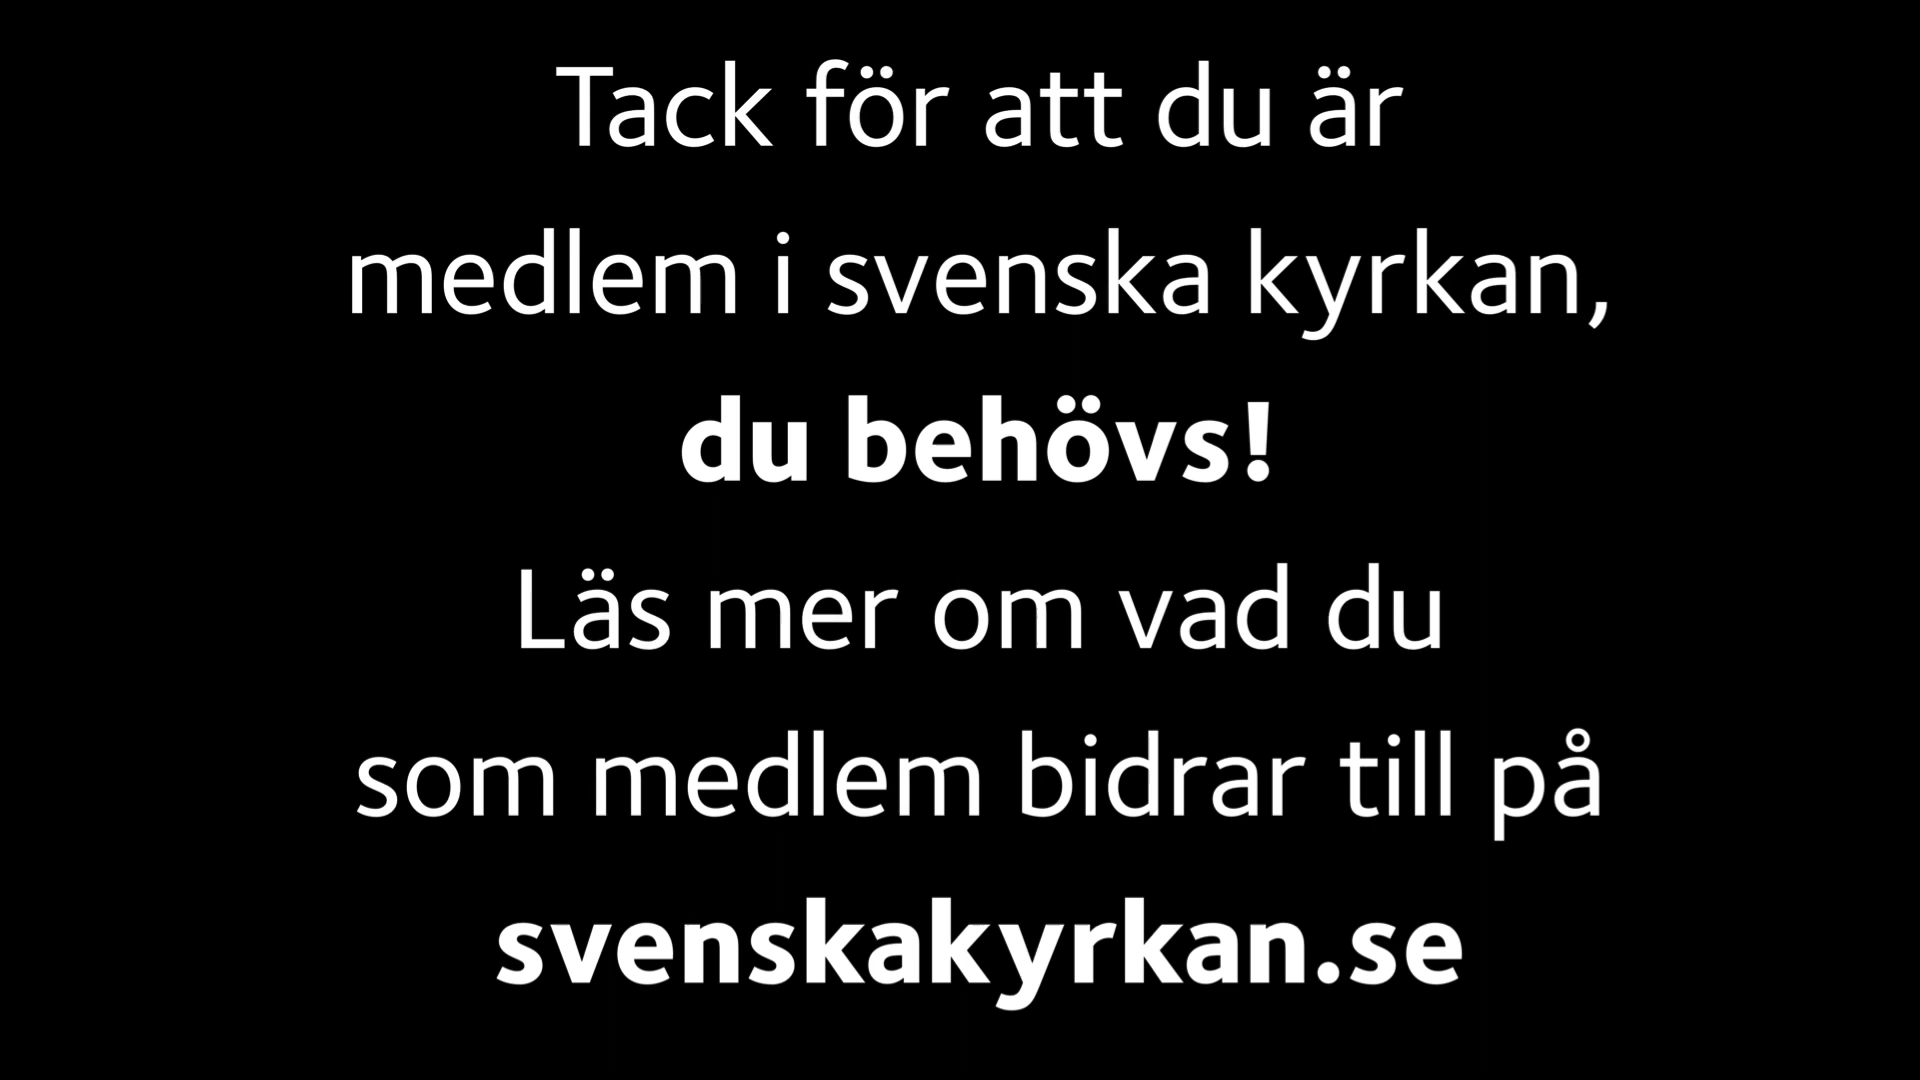 Tack för att du är
medlem i svenska kyrkan,
du behövs!
Läs mer om vad du
som medlem bidrar till på
svenskakyrkan.se